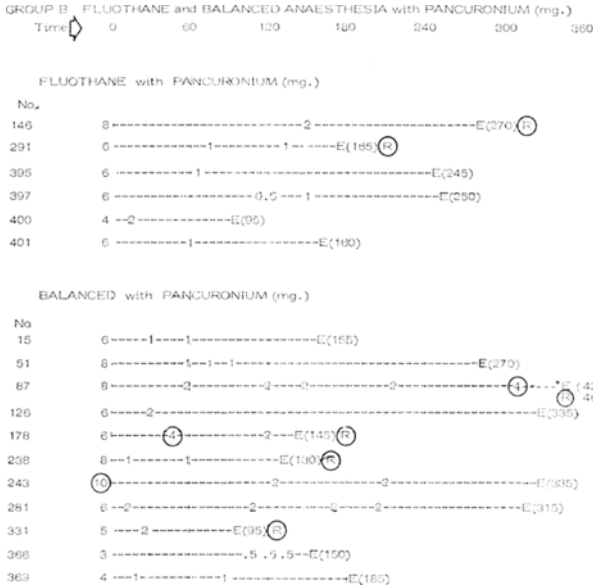 GROUP B. FLUOTHANE and BALANCED ANAESTHESIA with PANCURONIUM (mg.)
Time 0 60 120 180 240 300 360
FLUOTHANE with PANCURONIUM (mg.)
No.
146 8 ---- 2 ---- E(270) R
291 6 ---- 1 ---- 1 ---- E(165) R
395 6 ---- 1 ---- E(245)
397 6 ---- 0.5 -- 1 ---- E(250)
400 4 -- 2 ---- E(95)
401 6 ---- 1 ---- E(160)
BALANCED with PANCURONIUM (mg.)
No
15 6 ---- 1 ---- 1 ---- E(155)
51 8 ---- 1 -- 1 -- 1 ---- E(270)
87 8 ---- 2 ---- 2 ---- 2 ---- 2 ---- 4 ---- *E (42
R 46
126 6 ---- 2 ---- E(335)
178 6 ---- 4 ---- 2 ---- E(145) R
238 8 -- 1 ---- 1 ---- E(130) R
243 10 ---- 2 ---- 2 ---- E(335)
281 6 -- 2 ---- 2 ---- 2 ---- 2 ---- E(315)
331 5 ---- 2 ---- E(95) R
366 3 ---- .5 .5 .5 ---- E(150)
369 4 ---- 1 ---- 1 ---- E(185)